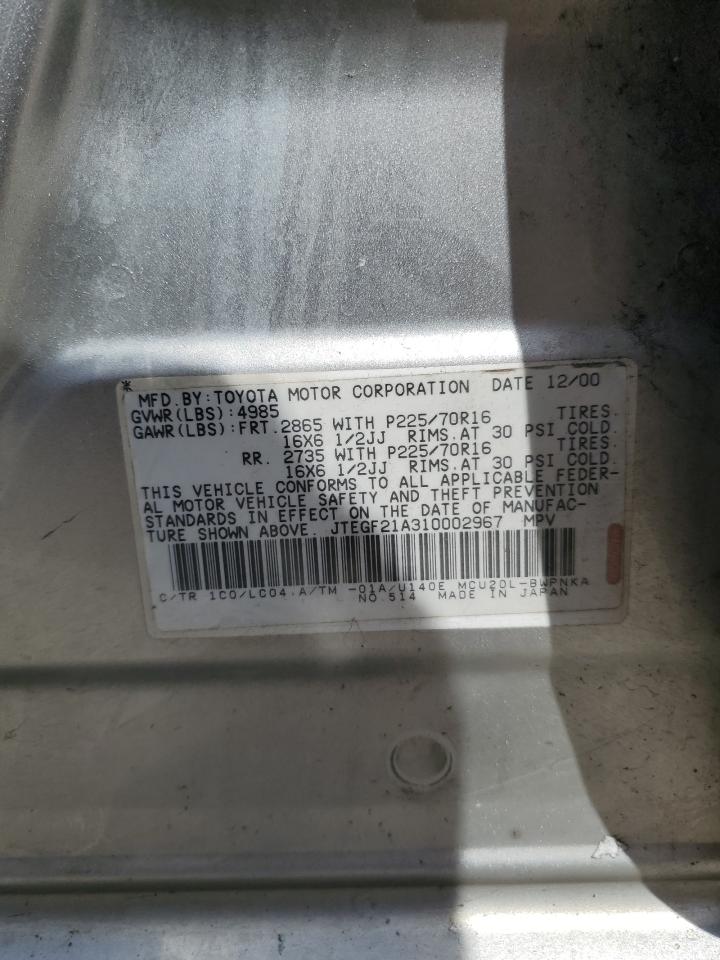 MFD.BY:TOYOTA MOTOR CORPORATION DATE 12/00
GVWR(LBS):4985
GAWR(LBS):FRT.2865 WITH P225/70R16 TIRES.
16X6 1/2JJ RIMS.AT 30 PSI COLD.
RR. 2735 WITH P225/70R16 TIRES.
16X6 1/2JJ RIMS.AT 30 PSI COLD.
THIS VEHICLE CONFORMS TO ALL APPLICABLE FEDER-
AL MOTOR VEHICLE SAFETY AND THEFT PREVENTION
STANDARDS IN EFFECT ON THE DATE OF MANUFAC-
TURE SHOWN ABOVE. JTEGF21A310002967 MPV
C/TR 1C0/LC04.A/TM -01A/U140E MCU20L-BWPNKA
NO.514 MADE IN JAPAN